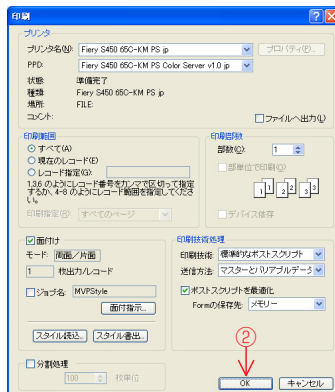 印刷
プリンタ
プリンタ名(N): Fiery S450 65C-KM PS jp プロパティ(P)...
PPD: Fiery S450 65C-KM PS Color Server v1.0 jp
状態: 準備完了
種類: Fiery S450 65C-KM PS jp
場所: FILE:
コメント: ファイルへ出力(L)
印刷範囲
すべて(A)
現在のレコード(E)
レコード指定(G):
1,3,6 のようにレコード番号をカンマで区切って指定
するか、4-8 のようにレコード範囲を指定してくださ
い。
印刷指定(R): すべてのページ
印刷部数
部数(C): 1
部単位で印刷(O)
1 1 2 2 3 3
デバイス依存
面付け
モード: 両面/片面
1 枚出力/レコード
ジョブ名: MVPStyle
面付指示...
スタイル読込... スタイル書出...
分割処理
100 枚単位
印刷技術処理
印刷技術: 標準的なポストスクリプト
送信方法: マスターとバリアブルデータ
ポストスクリプトを最適化
Formの保存先: メモリー
②
OK キャンセル